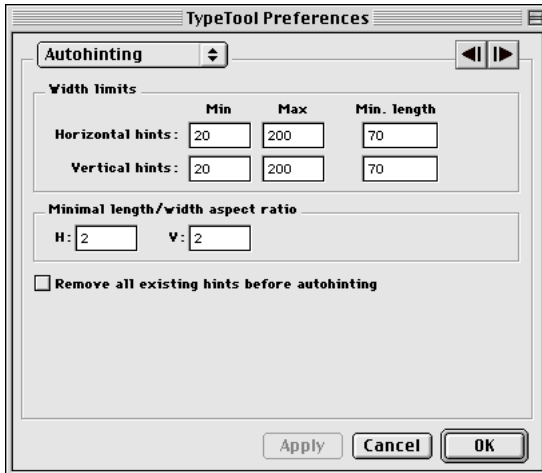 TypeTool Preferences
Autohinting
Width limits
Min Max Min. length
Horizontal hints: 20 200 70
Vertical hints: 20 200 70
Minimal length/width aspect ratio
H: 2 V: 2
Remove all existing hints before autohinting
Apply Cancel OK